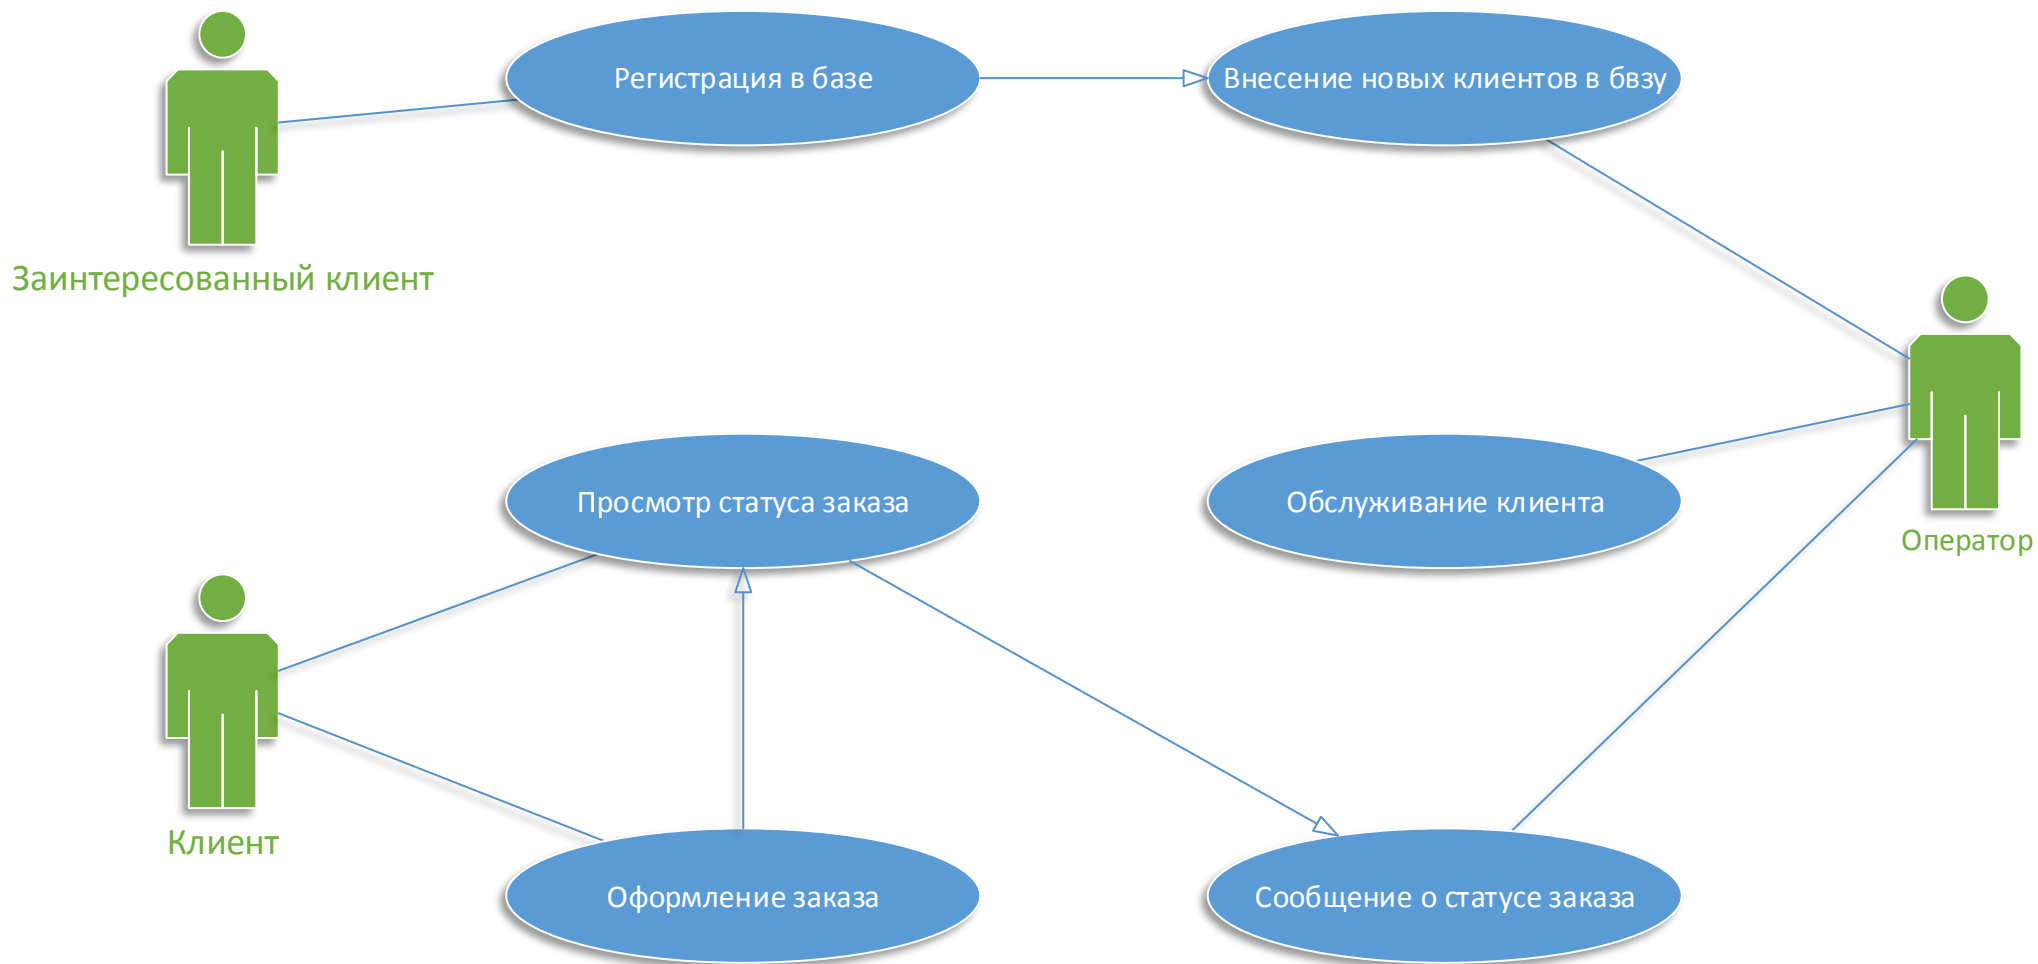 Регистрация в базе
Внесение новых клиентов в бвзу
Заинтересованный клиент
Просмотр статуса заказа
Обслуживание клиента
Оператор
Клиент
Оформление заказа
Сообщение о статусе заказа